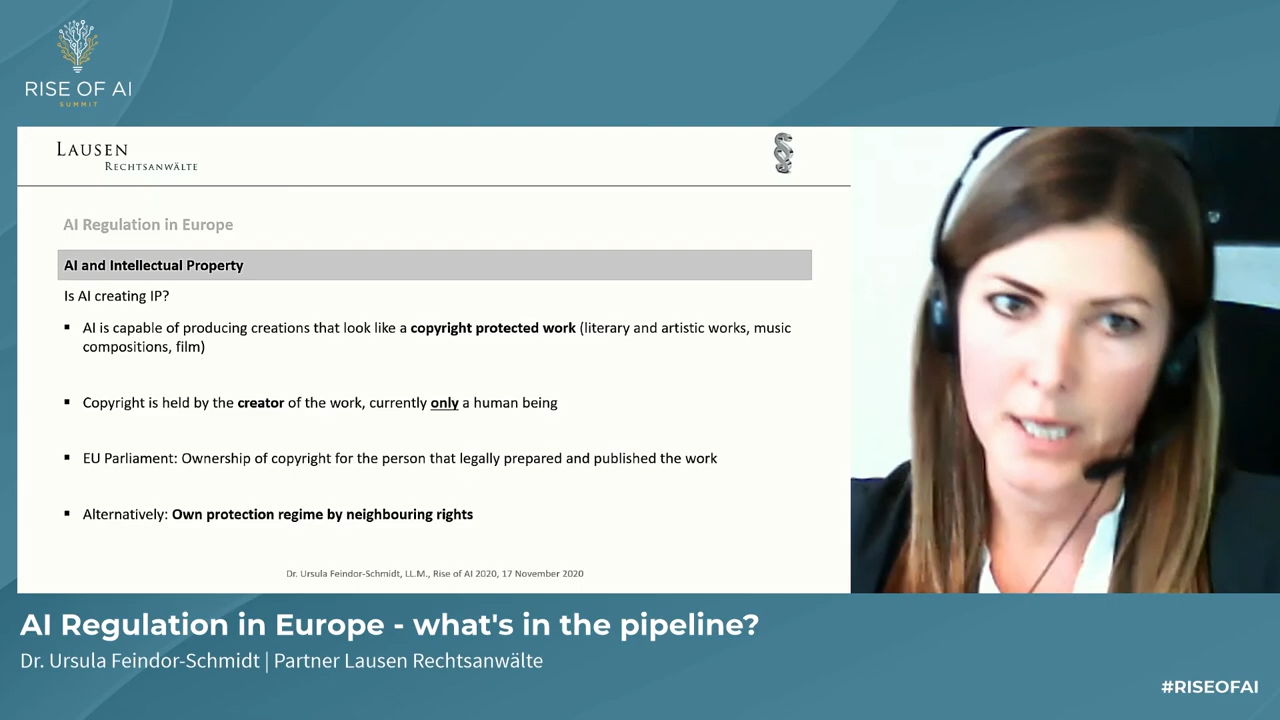 RISE OF AI
SUMMIT
LAUSEN
RECHTSANWÄLTE
§
AI Regulation in Europe
AI and Intellectual Property
Is AI creating IP?
▪ AI is capable of producing creations that look like a copyright protected work (literary and artistic works, music
compositions, film)
▪ Copyright is held by the creator of the work, currently only a human being
▪ EU Parliament: Ownership of copyright for the person that legally prepared and published the work
▪ Alternatively: Own protection regime by neighbouring rights
Dr. Ursula Feindor-Schmidt, LL.M., Rise of AI 2020, 17 November 2020
AI Regulation in Europe - what's in the pipeline?
Dr. Ursula Feindor-Schmidt | Partner Lausen Rechtsanwälte
#RISEOFAI